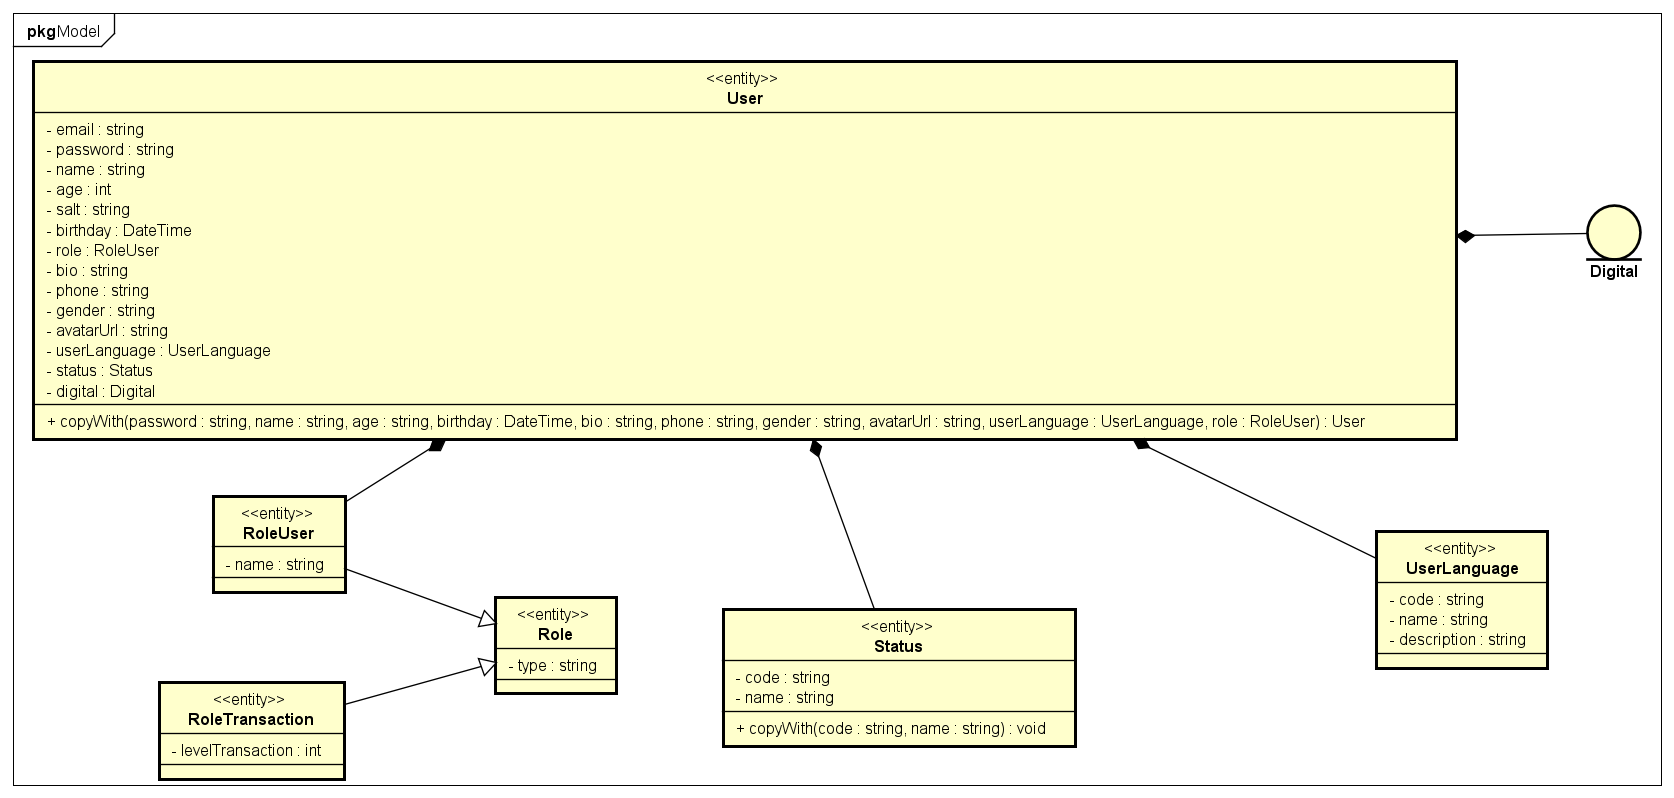 pkg Model
<<entity>>
User
- email : string
- password : string
- name : string
- age : int
- salt : string
- birthday : DateTime
- role : RoleUser
- bio : string
- phone : string
- gender : string
- avatarUrl : string
- userLanguage : UserLanguage
- status : Status
- digital : Digital
+ copyWith(password : string, name : string, age : string, birthday : DateTime, bio : string, phone : string, gender : string, avatarUrl : string, userLanguage : UserLanguage, role : RoleUser) : User
Digital
<<entity>>
RoleUser
- name : string
<<entity>>
Role
- type : string
<<entity>>
RoleTransaction
- levelTransaction : int
<<entity>>
Status
- code : string
- name : string
+ copyWith(code : string, name : string) : void
<<entity>>
UserLanguage
- code : string
- name : string
- description : string